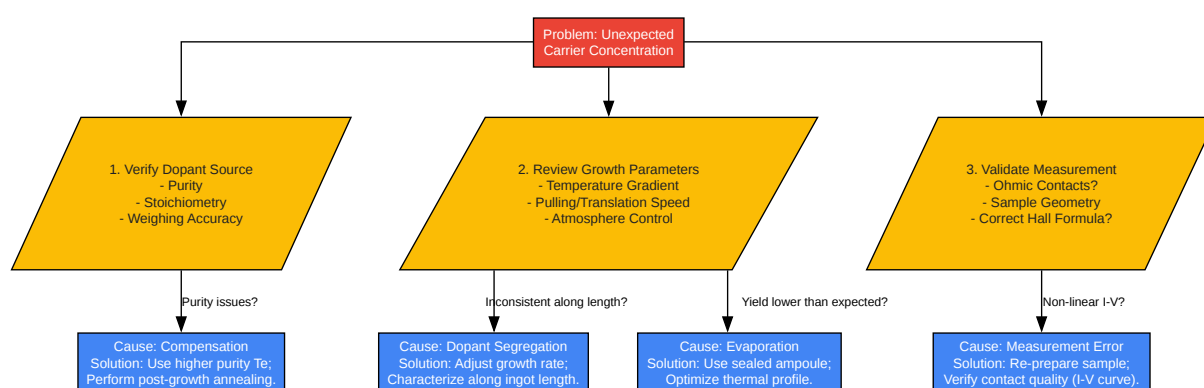 Problem: Unexpected
Carrier Concentration
1. Verify Dopant Source
- Purity
- Stoichiometry
- Weighing Accuracy
2. Review Growth Parameters
- Temperature Gradient
- Pulling/Translation Speed
- Atmosphere Control
3. Validate Measurement
- Ohmic Contacts?
- Sample Geometry
- Correct Hall Formula?
Purity issues?
Inconsistent along length?
Yield lower than expected?
Non-linear I-V?
Cause: Compensation
Solution: Use higher purity Te;
Perform post-growth annealing.
Cause: Dopant Segregation
Solution: Adjust growth rate;
Characterize along ingot length.
Cause: Evaporation
Solution: Use sealed ampoule;
Optimize thermal profile.
Cause: Measurement Error
Solution: Re-prepare sample;
Verify contact quality (I-V curve).